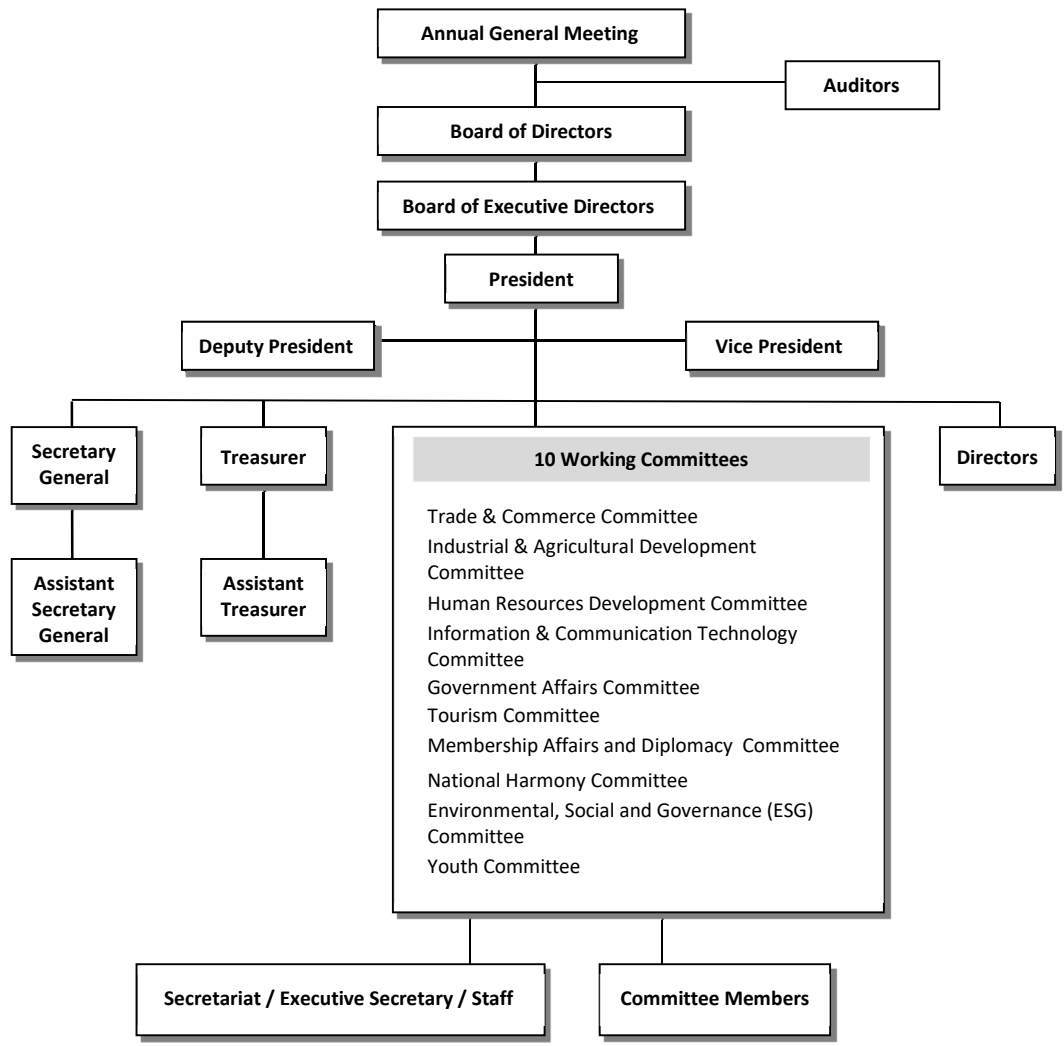 Annual General Meeting
Auditors
Board of Directors
Board of Executive Directors
President
Deputy President
Vice President
Secretary
General
Treasurer
10 Working Committees
Directors
Trade & Commerce Committee
Industrial & Agricultural Development
Committee
Human Resources Development Committee
Information & Communication Technology
Committee
Government Affairs Committee
Tourism Committee
Membership Affairs and Diplomacy Committee
National Harmony Committee
Environmental, Social and Governance (ESG)
Committee
Youth Committee
Assistant
Secretary
General
Assistant
Treasurer
Secretariat / Executive Secretary / Staff
Committee Members